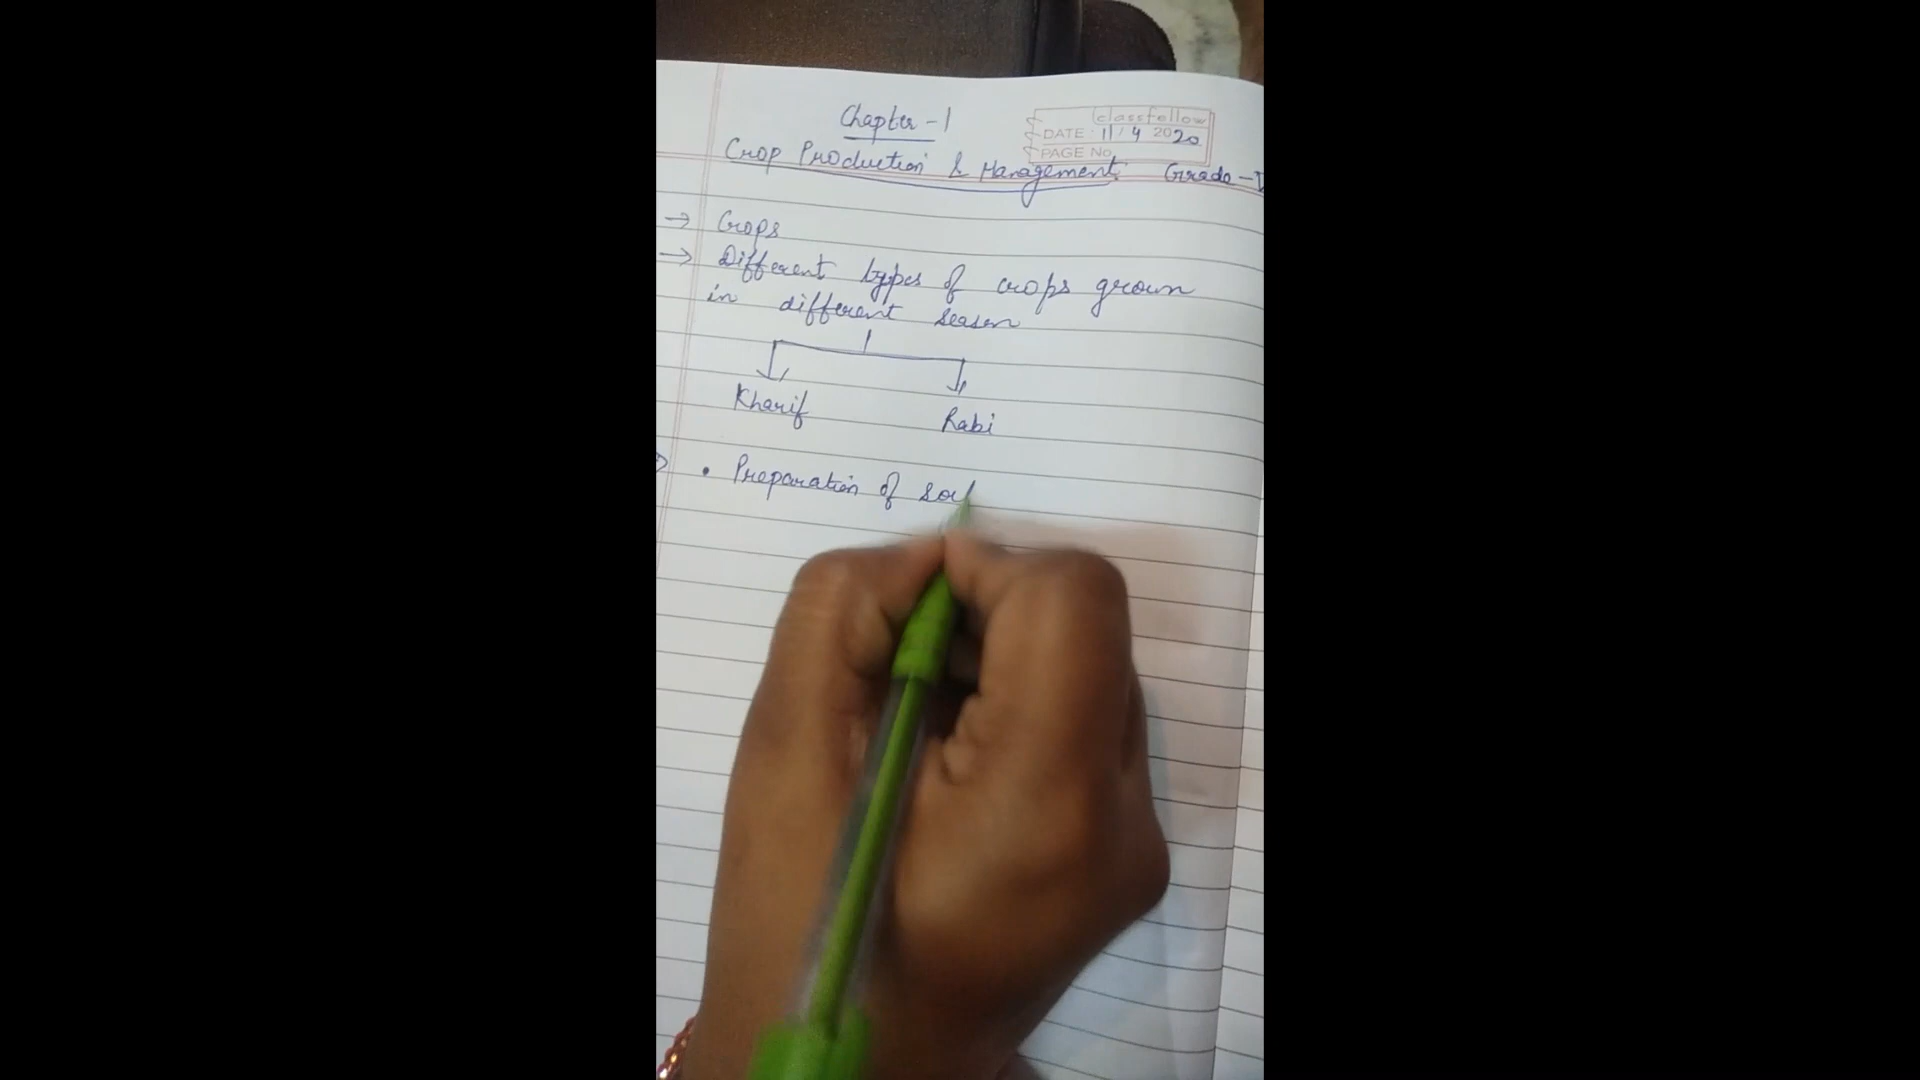 Chapter - 1
classfellow
DATE : 11 / 4 2020
PAGE No.
Crop Production & Management Grade -
→ Crops
→ Different types of crops grown
in different season
Kharif Rabi
• Preparation of soil